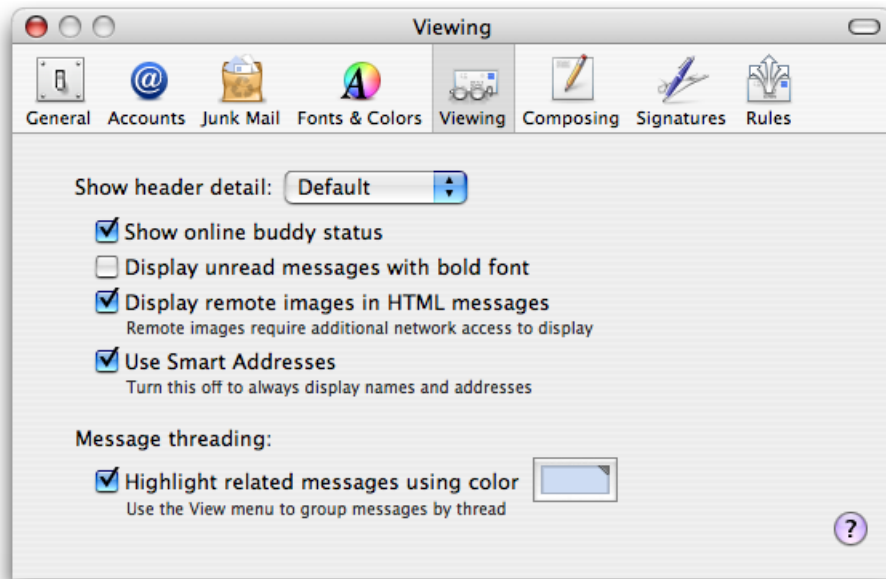 Viewing
General Accounts Junk Mail Fonts & Colors Viewing Composing Signatures Rules
Show header detail: Default
Show online buddy status
Display unread messages with bold font
Display remote images in HTML messages
Remote images require additional network access to display
Use Smart Addresses
Turn this off to always display names and addresses
Message threading:
Highlight related messages using color
Use the View menu to group messages by thread
?